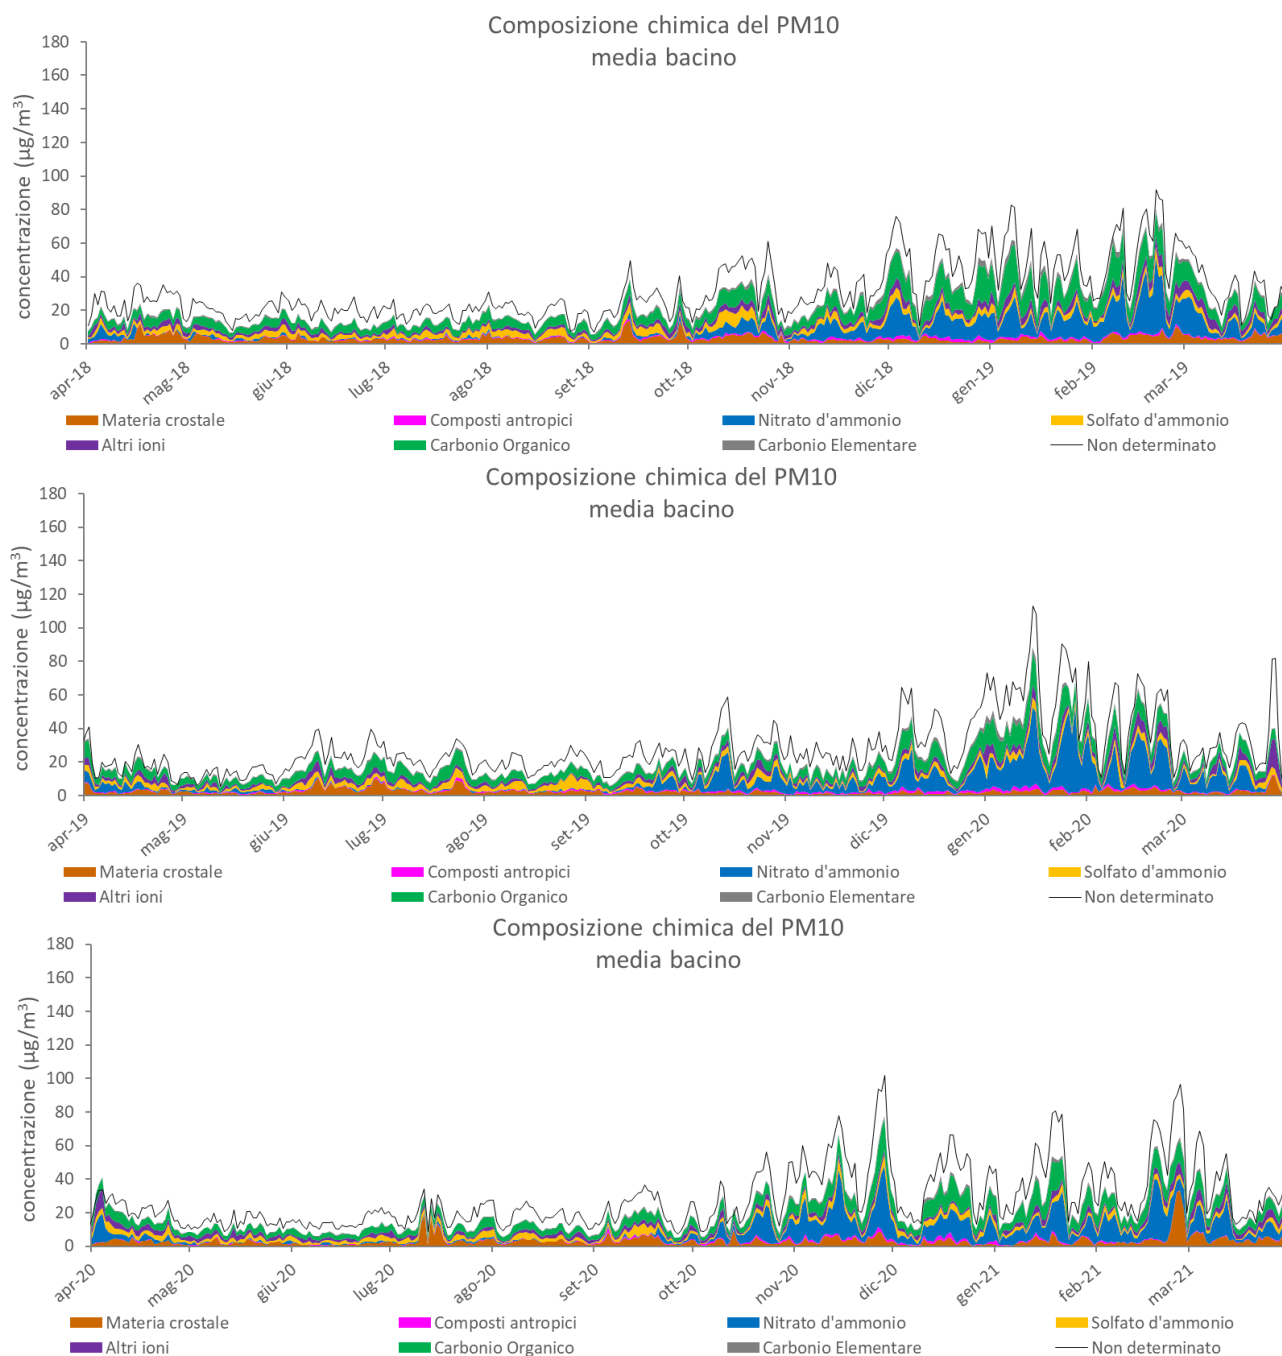 Composizione chimica del PM10
media bacino
concentrazione (µg/m³)
180
160
140
120
100
80
60
40
20
0
apr-18 mag-18 giu-18 lug-18 ago-18 set-18 ott-18 nov-18 dic-18 gen-19 feb-19 mar-19
Materia crostale Composti antropici Nitrato d'ammonio Solfato d'ammonio
Altri ioni Carbonio Organico Carbonio Elementare Non determinato
Composizione chimica del PM10
media bacino
concentrazione (µg/m³)
180
160
140
120
100
80
60
40
20
0
apr-19 mag-19 giu-19 lug-19 ago-19 set-19 ott-19 nov-19 dic-19 gen-20 feb-20 mar-20
Materia crostale Composti antropici Nitrato d'ammonio Solfato d'ammonio
Altri ioni Carbonio Organico Carbonio Elementare Non determinato
Composizione chimica del PM10
media bacino
concentrazione (µg/m³)
180
160
140
120
100
80
60
40
20
0
apr-20 mag-20 giu-20 lug-20 ago-20 set-20 ott-20 nov-20 dic-20 gen-21 feb-21 mar-21
Materia crostale Composti antropici Nitrato d'ammonio Solfato d'ammonio
Altri ioni Carbonio Organico Carbonio Elementare Non determinato